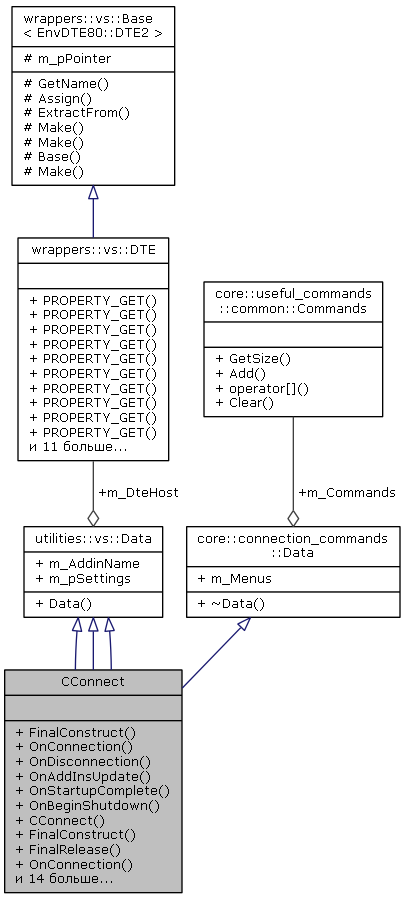 wrappers::vs::Base
< EnvDTE80::DTE2 >
# m_pPointer
# GetName()
# Assign()
# ExtractFrom()
# Make()
# Make()
# Base()
# Make()
wrappers::vs::DTE
+ PROPERTY_GET()
+ PROPERTY_GET()
+ PROPERTY_GET()
+ PROPERTY_GET()
+ PROPERTY_GET()
+ PROPERTY_GET()
+ PROPERTY_GET()
+ PROPERTY_GET()
+ PROPERTY_GET()
+ PROPERTY_GET()
и 11 больше...
core::useful_commands
::common::Commands
+ GetSize()
+ Add()
+ operator[]()
+ Clear()
+m_DteHost
+m_Commands
utilities::vs::Data
+ m_AddinName
+ m_pSettings
+ Data()
core::connection_commands
::Data
+ m_Menus
+ ~Data()
CConnect
+ FinalConstruct()
+ OnConnection()
+ OnDisconnection()
+ OnAddInsUpdate()
+ OnStartupComplete()
+ OnBeginShutdown()
+ CConnect()
+ FinalConstruct()
+ FinalRelease()
+ OnConnection()
и 14 больше...